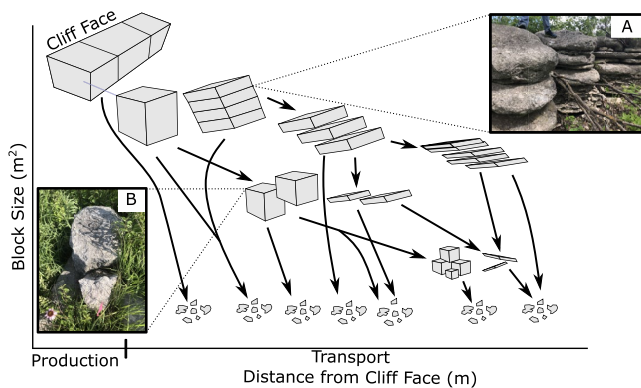 Cliff Face
A
B
Block Size (m²)
Production
Transport
Distance from Cliff Face (m)